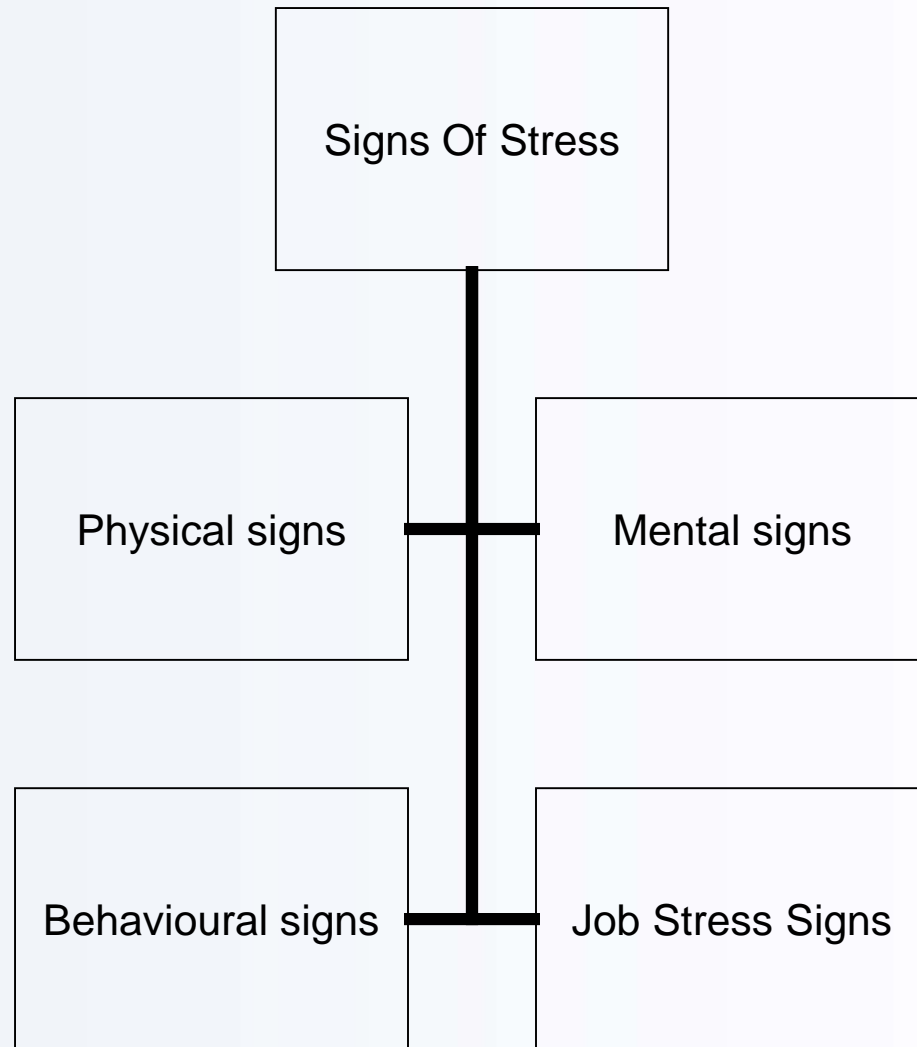 Signs Of Stress
Physical signs
Mental signs
Behavioural signs
Job Stress Signs